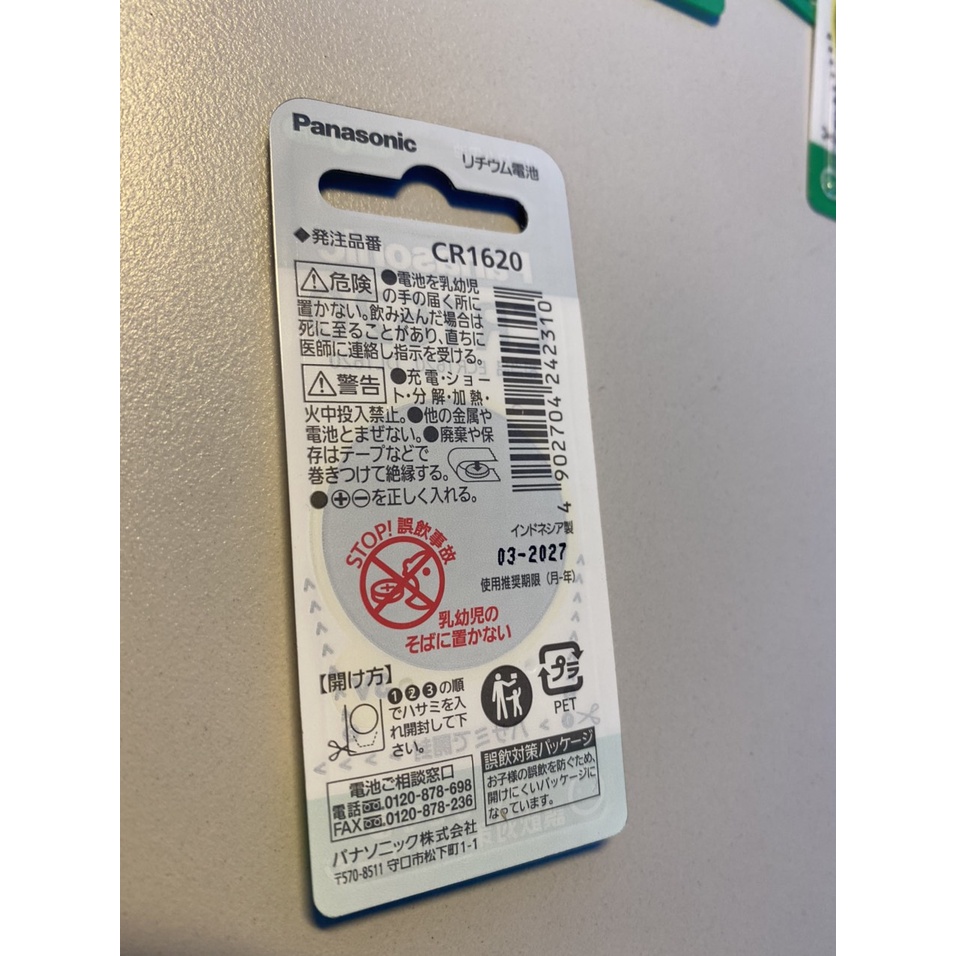 Panasonic
リチウム電池
◆発注品番 CR1620
⚠危険 ●電池を乳幼児
の手の届く所に
置かない。飲み込んだ場合は
死に至ることがあり、直ちに
医師に連絡し指示を受ける。
⚠警告 ●充電・ショー
ト・分解・加熱・
火中投入禁止。●他の金属や
電池とまぜない。●廃棄や保
存はテープなどで
巻きつけて絶縁する。
●⊕⊖を正しく入れる。
4 902704 242310
インドネシア製
03-2027
使用推奨期限 (月-年)
STOP! 誤飲事故
乳幼児の
そばに置かない
【開け方】
❶❷❸の順
でハサミを入
れ開封して下
さい。
プラ
PET
誤飲対策パッケージ
お子様の誤飲を防ぐため、
開けにくいパッケージに
なっています。
電池ご相談窓口
電話 0120-878-698
FAX 0120-878-236
パナソニック株式会社
〒570-8511 守口市松下町1-1